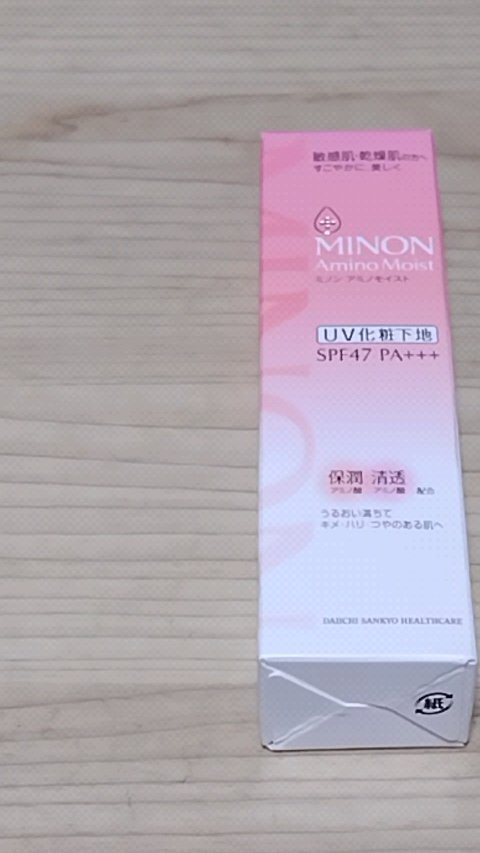 敏感肌・乾燥肌の方へ
すこやかに 美しく
MINON
Amino Moist
ミノン アミノモイスト
UV化粧下地
SPF47 PA+++
保潤 清透
アミノ酸 アミノ酸 配合
うるおい満ちて
キメ・ハリ・つやのある肌へ
DAIICHI SANKYO HEALTHCARE
紙
MINON